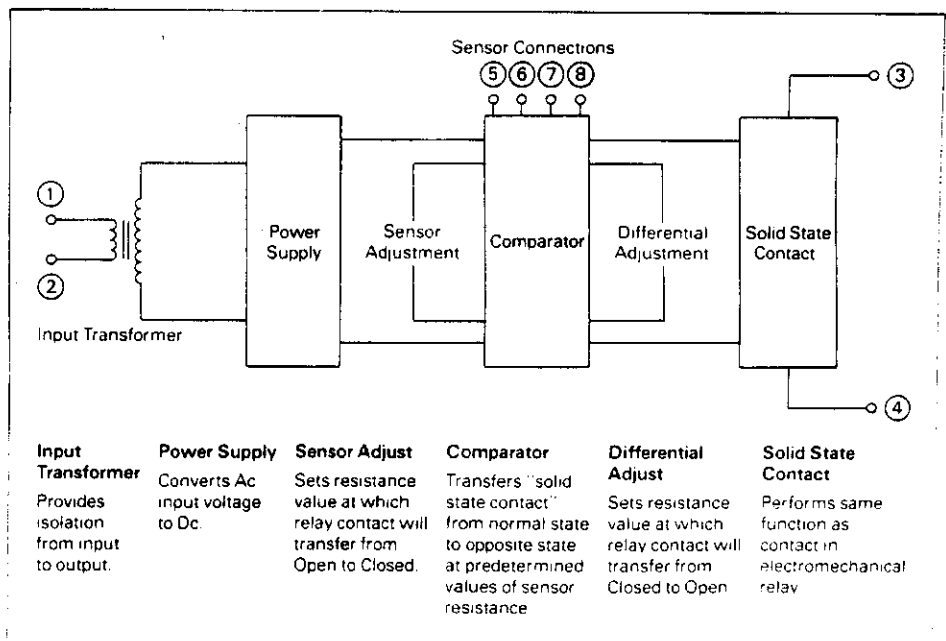 Sensor Connections
5 6 7 8
3
1
2
Input Transformer
Power
Supply
Sensor
Adjustment
Comparator
Differential
Adjustment
Solid State
Contact
4
Input
Transformer
Provides
isolation
from input
to output.
Power Supply
Converts Ac
input voltage
to Dc.
Sensor Adjust
Sets resistance
value at which
relay contact will
transfer from
Open to Closed.
Comparator
Transfers "solid
state contact"
from normal state
to opposite state
at predetermined
values of sensor
resistance
Differential
Adjust
Sets resistance
value at which
relay contact will
transfer from
Closed to Open
Solid State
Contact
Performs same
function as
contact in
electromechanical
relay